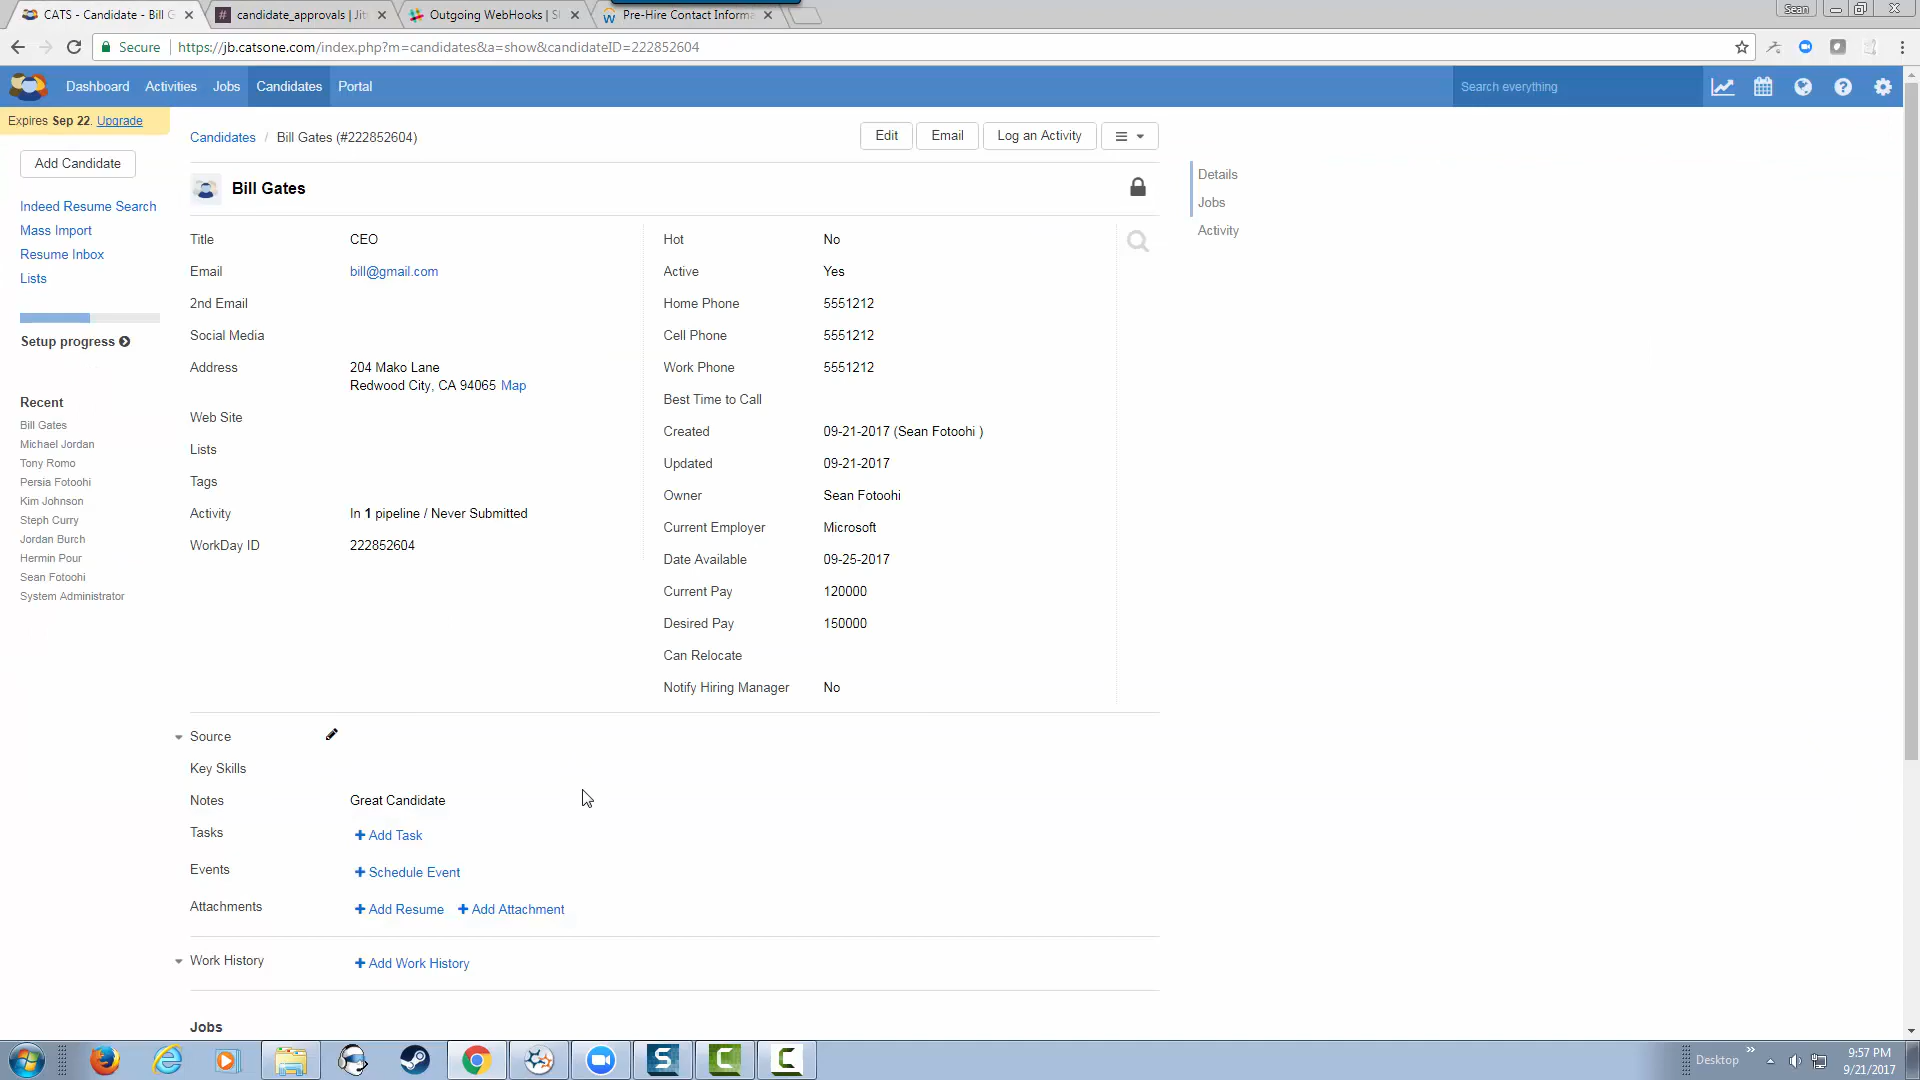 CATS - Candidate - Bill G
candidate_approvals | Jit
Outgoing WebHooks | Sl
Pre-Hire Contact Informa
Sean
Secure
https://jb.catsone.com/index.php?m=candidates&a=show&candidateID=222852604
Dashboard
Activities
Jobs
Candidates
Portal
Search everything
Expires Sep 22. Upgrade
Candidates / Bill Gates (#222852604)
Edit
Email
Log an Activity
Add Candidate
Indeed Resume Search
Mass Import
Resume Inbox
Lists
Setup progress
Recent
Bill Gates
Michael Jordan
Tony Romo
Persia Fotoohi
Kim Johnson
Steph Curry
Jordan Burch
Hermin Pour
Sean Fotoohi
System Administrator
Bill Gates
Title CEO
Email bill@gmail.com
2nd Email
Social Media
Address 204 Mako Lane
Redwood City, CA 94065 Map
Web Site
Lists
Tags
Activity In 1 pipeline / Never Submitted
WorkDay ID 222852604
Hot No
Active Yes
Home Phone 5551212
Cell Phone 5551212
Work Phone 5551212
Best Time to Call
Created 09-21-2017 (Sean Fotoohi )
Updated 09-21-2017
Owner Sean Fotoohi
Current Employer Microsoft
Date Available 09-25-2017
Current Pay 120000
Desired Pay 150000
Can Relocate
Notify Hiring Manager No
Details
Jobs
Activity
Source
Key Skills
Notes Great Candidate
Tasks Add Task
Events Schedule Event
Attachments Add Resume Add Attachment
Work History Add Work History
Jobs
Desktop
9:57 PM
9/21/2017